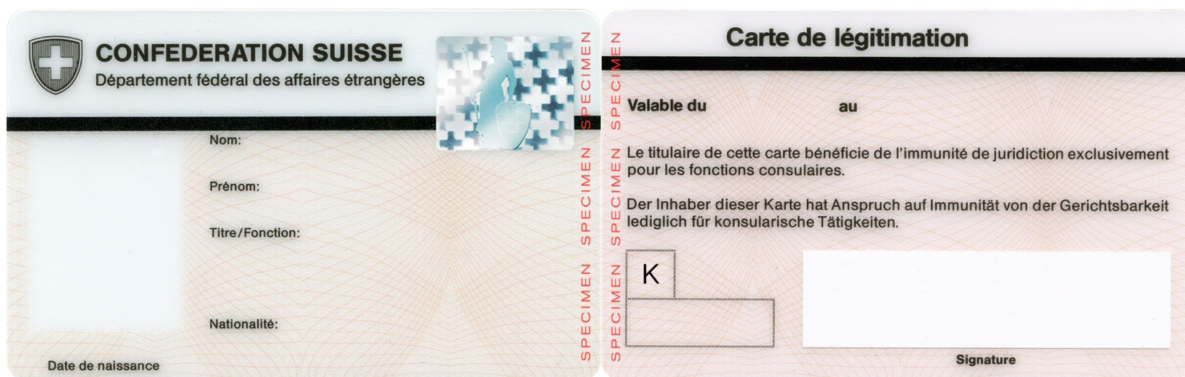 CONFEDERATION SUISSE
Département fédéral des affaires étrangères
Nom:
Prénom:
Titre/Fonction:
Nationalité:
Date de naissance
SPECIMEN SPECIMEN SPECIMEN
SPECIMEN SPECIMEN SPECIMEN
Carte de légitimation
Valable du au
Le titulaire de cette carte bénéficie de l'immunité de juridiction exclusivement
pour les fonctions consulaires.
Der Inhaber dieser Karte hat Anspruch auf Immunität von der Gerichtsbarkeit
lediglich für konsularische Tätigkeiten.
K
Signature